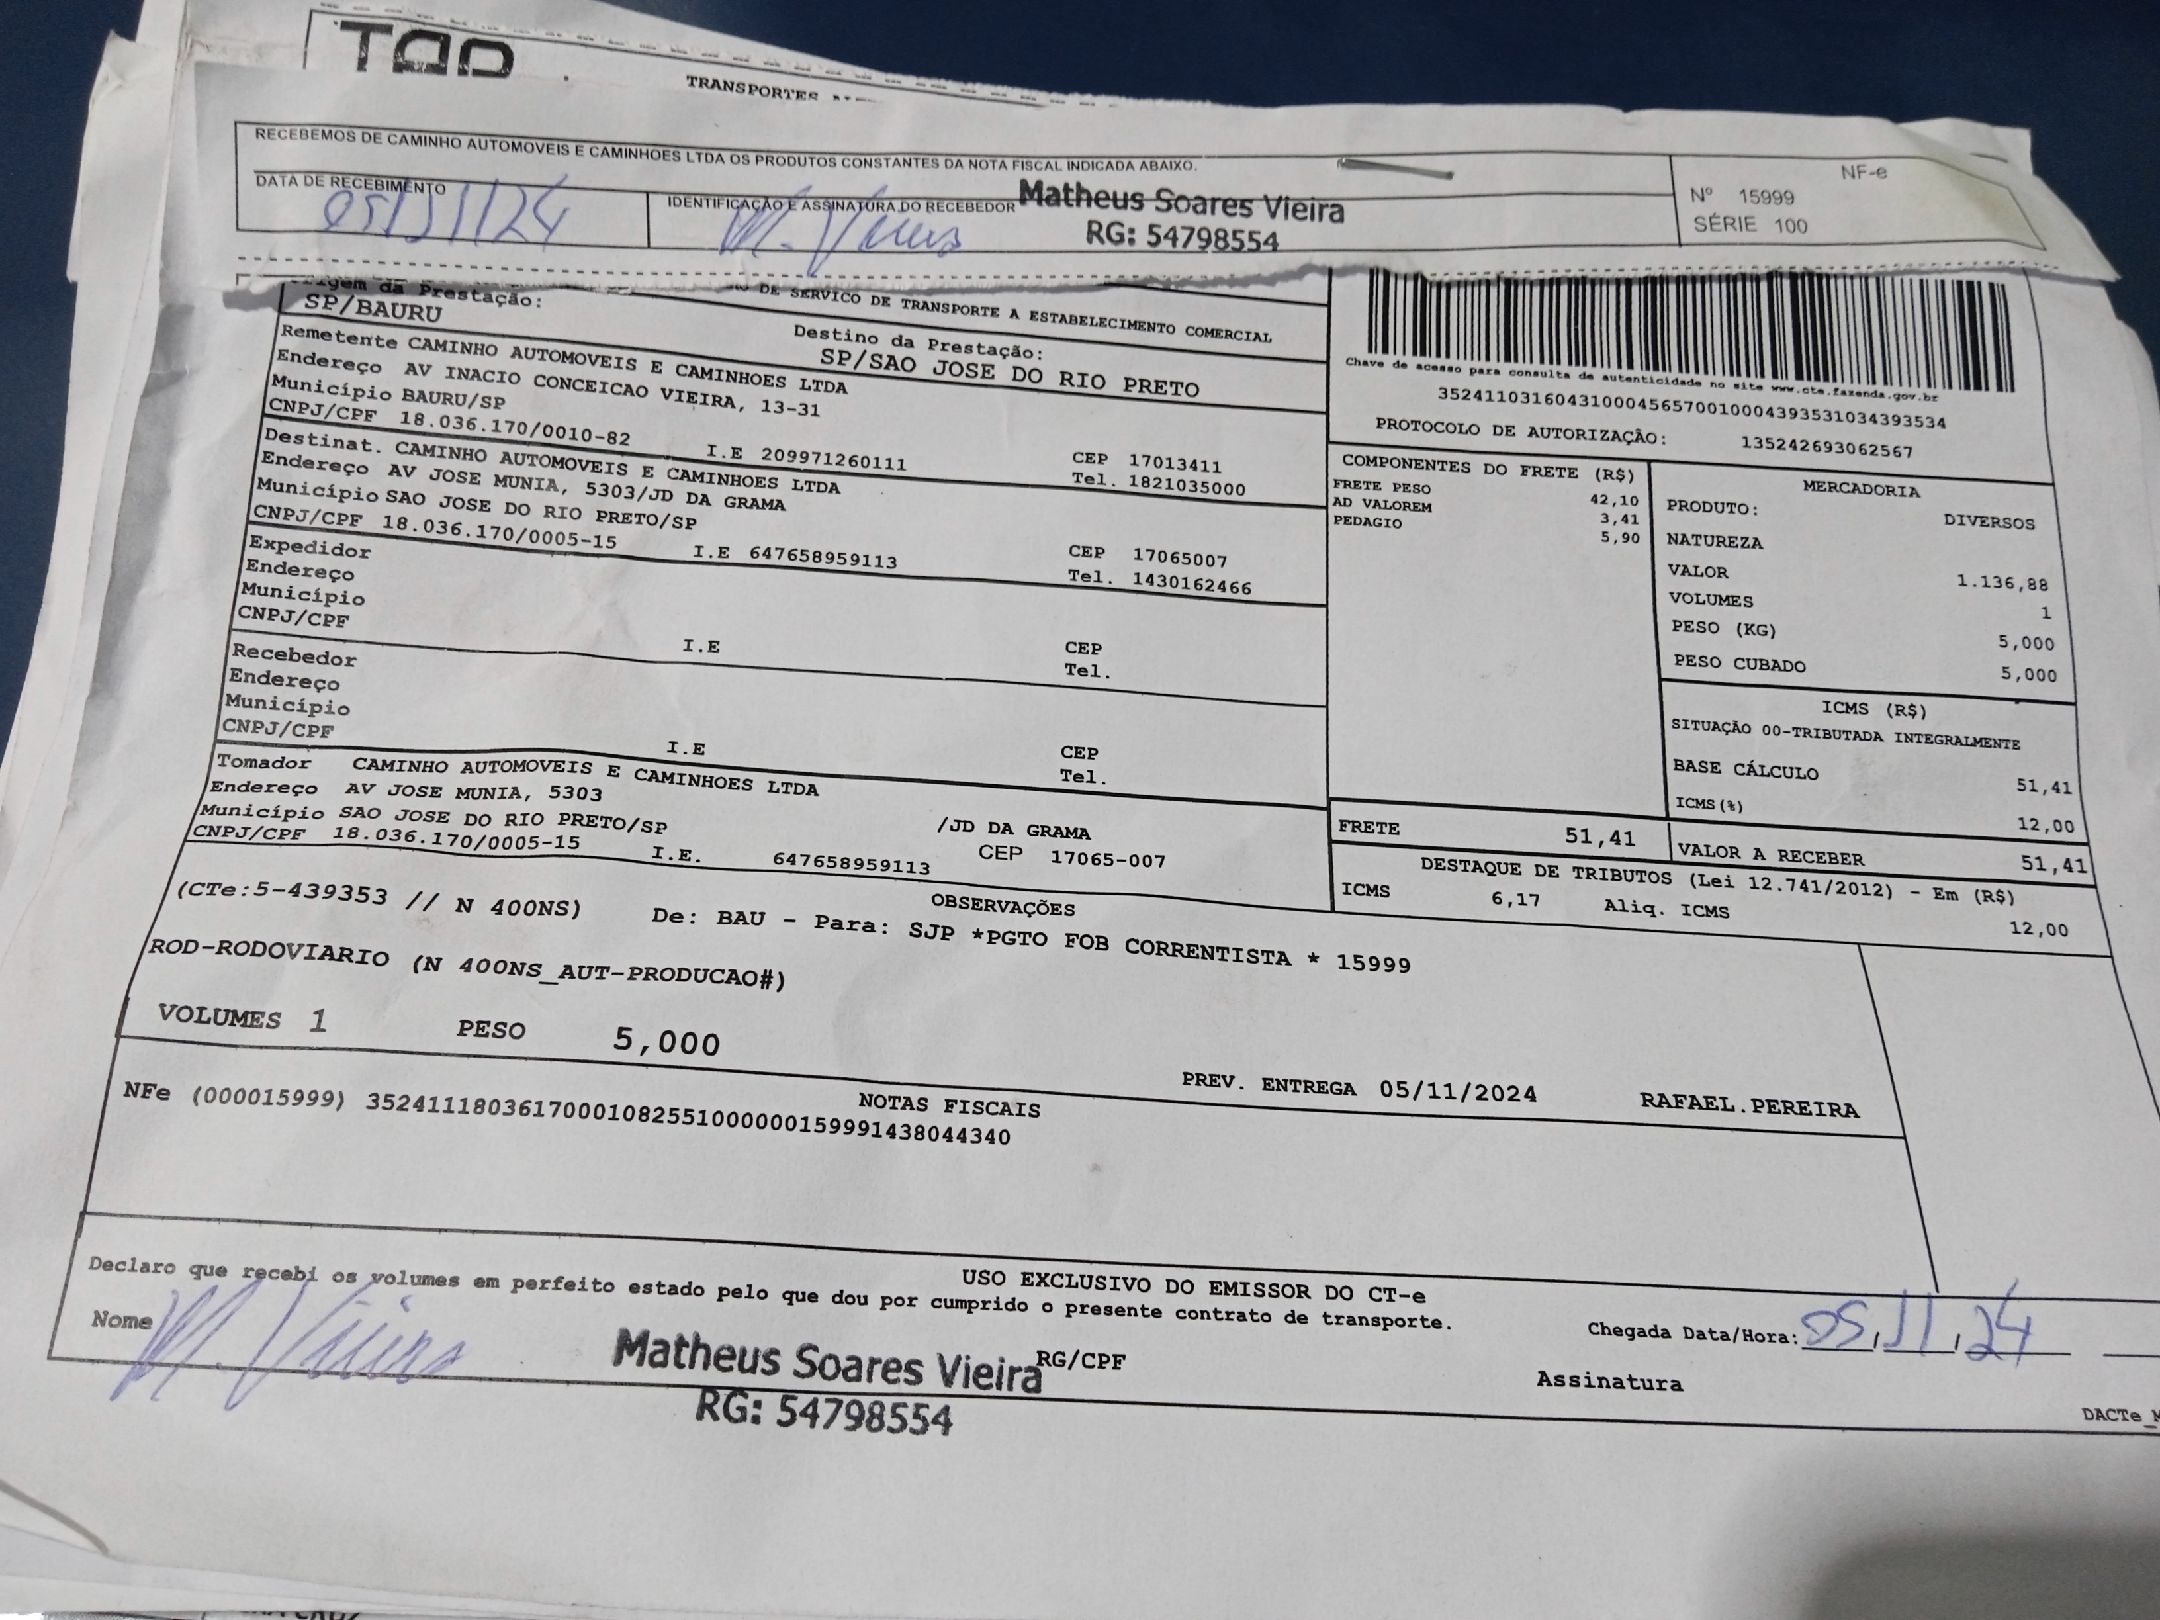 TRANSPORTES
RECEBEMOS DE CAMINHO AUTOMOVEIS E CAMINHOES LTDA OS PRODUTOS CONSTANTES DA NOTA FISCAL INDICADA ABAIXO.
NF-e
Nº 15999
SÉRIE 100
DATA DE RECEBIMENTO
05/11/24
IDENTIFICAÇÃO E ASSINATURA DO RECEBEDOR
Matheus Soares Vieira
RG: 54798554
DE SERVICO DE TRANSPORTE A ESTABELECIMENTO COMERCIAL
Origem da Prestação:
SP/BAURU
Destino da Prestação:
SP/SAO JOSE DO RIO PRETO
Remetente CAMINHO AUTOMOVEIS E CAMINHOES LTDA
Endereço AV INACIO CONCEICAO VIEIRA, 13-31
Município BAURU/SP
CEP 17013411
CNPJ/CPF 18.036.170/0010-82 I.E 209971260111
Tel. 1821035000
Destinat. CAMINHO AUTOMOVEIS E CAMINHOES LTDA
Endereço AV JOSE MUNIA, 5303/JD DA GRAMA
Município SAO JOSE DO RIO PRETO/SP
CEP 17065007
CNPJ/CPF 18.036.170/0005-15 I.E 647658959113
Tel. 1430162466
Expedidor
Endereço
Município
CEP
CNPJ/CPF I.E
Tel.
Recebedor
Endereço
Município
CEP
CNPJ/CPF I.E
Tel.
Tomador CAMINHO AUTOMOVEIS E CAMINHOES LTDA
Endereço AV JOSE MUNIA, 5303
/JD DA GRAMA
Município SAO JOSE DO RIO PRETO/SP
CEP 17065-007
CNPJ/CPF 18.036.170/0005-15 I.E. 647658959113
Chave de acesso para consulta de autenticidade no site www.cte.fazenda.gov.br
35241103160431000456570010004393531034393534
PROTOCOLO DE AUTORIZAÇÃO: 135242693062567
COMPONENTES DO FRETE (R$)
FRETE PESO 42,10
AD VALOREM 3,41
PEDAGIO 5,90
MERCADORIA
PRODUTO: DIVERSOS
NATUREZA
VALOR 1.136,88
VOLUMES 1
PESO (KG) 5,000
PESO CUBADO 5,000
ICMS (R$)
SITUAÇÃO 00-TRIBUTADA INTEGRALMENTE
BASE CÁLCULO 51,41
ICMS(%) 12,00
FRETE 51,41
VALOR A RECEBER 51,41
DESTAQUE DE TRIBUTOS (Lei 12.741/2012) - Em (R$)
ICMS 6,17 Aliq. ICMS 12,00
OBSERVAÇÕES
(CTe:5-439353 // N 400NS) De: BAU - Para: SJP *PGTO FOB CORRENTISTA * 15999
ROD-RODOVIARIO (N 400NS_AUT-PRODUCAO#)
VOLUMES 1 PESO 5,000
PREV. ENTREGA 05/11/2024 RAFAEL.PEREIRA
NOTAS FISCAIS
NFe (000015999) 35241118036170001082551000000159991438044340
USO EXCLUSIVO DO EMISSOR DO CT-e
Declaro que recebi os volumes em perfeito estado pelo que dou por cumprido o presente contrato de transporte.
Chegada Data/Hora: 05/11/24
Nome
Matheus Soares Vieira
RG: 54798554
RG/CPF
Assinatura